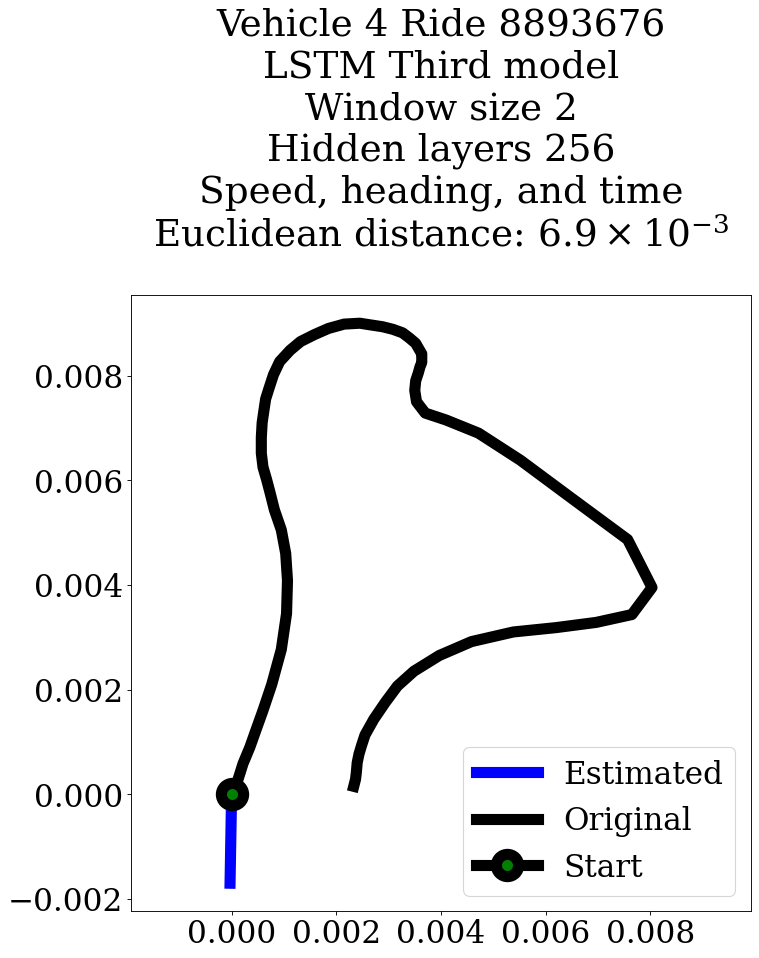 Vehicle 4 Ride 8893676
LSTM Third model
Window size 2
Hidden layers 256
Speed, heading, and time
Euclidean distance: 6.9 × 10⁻³
0.008
0.006
0.004
0.002
0.000
−0.002
Estimated
Original
Start
0.000 0.002 0.004 0.006 0.008